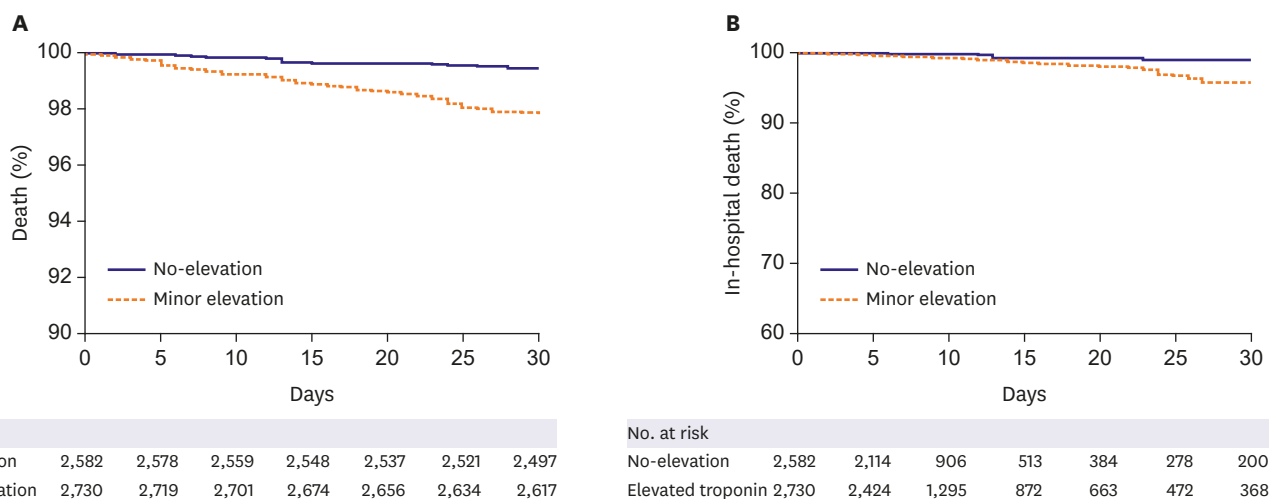 A
Death (%)
100
98
96
94
92
90
No-elevation
Minor elevation
0 5 10 15 20 25 30
Days
on 2,582 2,578 2,559 2,548 2,537 2,521 2,497
ation 2,730 2,719 2,701 2,674 2,656 2,634 2,617
B
In-hospital death (%)
100
90
80
70
60
No-elevation
Minor elevation
0 5 10 15 20 25 30
Days
No. at risk
No-elevation 2,582 2,114 906 513 384 278 200
Elevated troponin 2,730 2,424 1,295 872 663 472 368